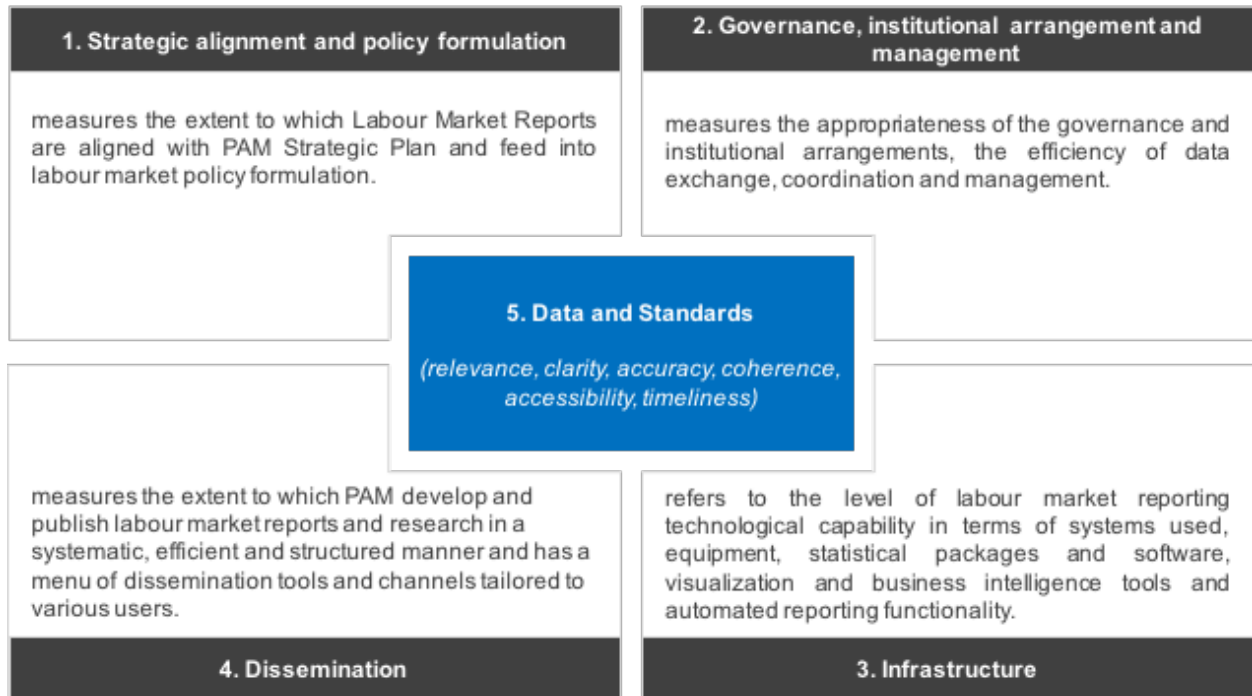 1. Strategic alignment and policy formulation
measures the extent to which Labour Market Reports
are aligned with PAM Strategic Plan and feed into
labour market policy formulation.
2. Governance, institutional arrangement and
management
measures the appropriateness of the governance and
institutional arrangements, the efficiency of data
exchange, coordination and management.
5. Data and Standards
(relevance, clarity, accuracy, coherence,
accessibility, timeliness)
measures the extent to which PAM develop and
publish labour market reports and research in a
systematic, efficient and structured manner and has a
menu of dissemination tools and channels tailored to
various users.
4. Dissemination
refers to the level of labour market reporting
technological capability in terms of systems used,
equipment, statistical packages and software,
visualization and business intelligence tools and
automated reporting functionality.
3. Infrastructure